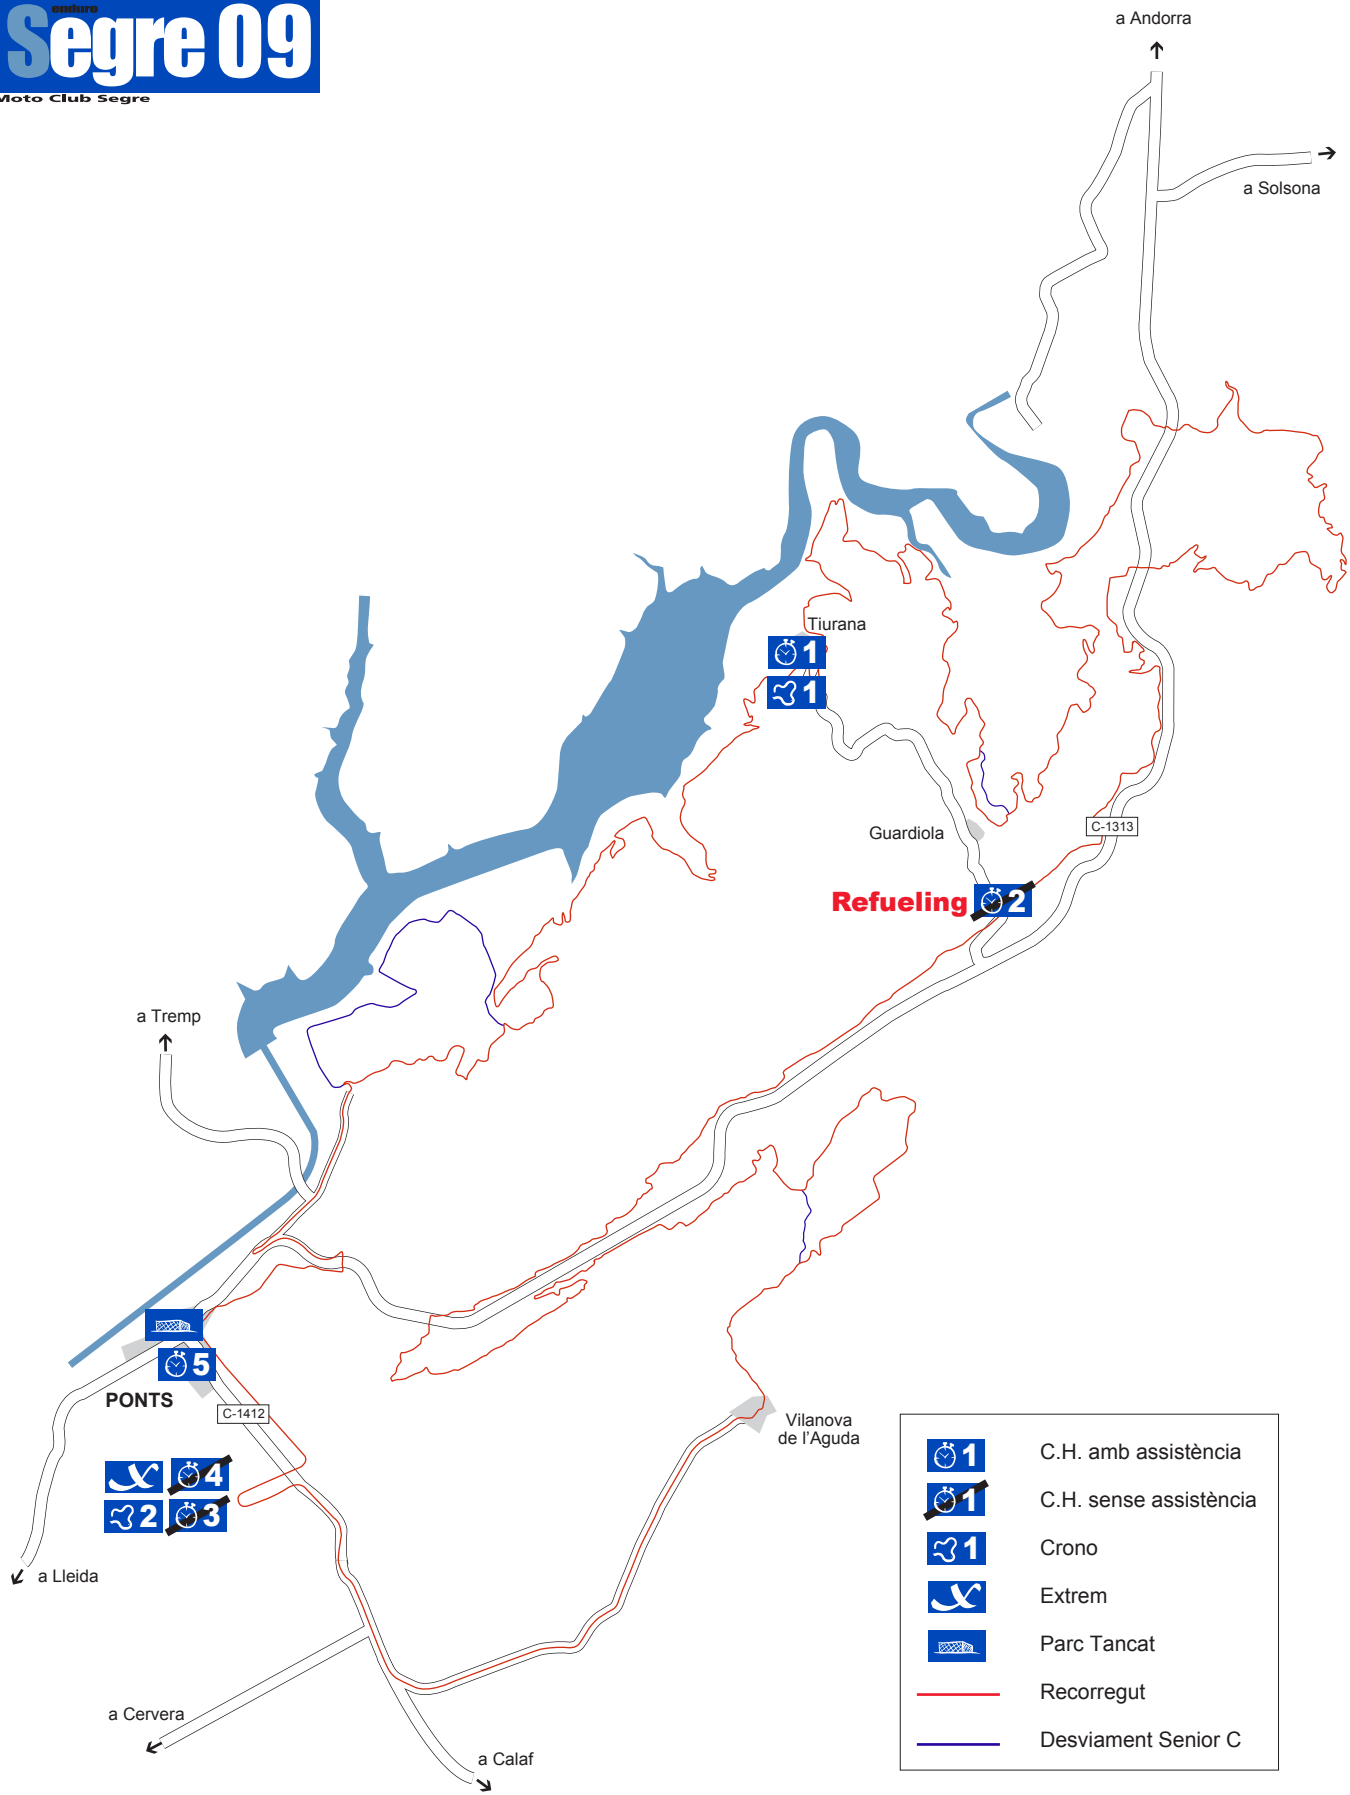 enduro
Segre 09
Moto Club Segre
a Andorra
a Solsona
Tiurana
1
1
Guardiola
C-1313
Refueling 2
a Tremp
5
PONTS
C-1412
Vilanova
de l'Aguda
4
2 3
a Lleida
a Cervera
a Calaf
1 C.H. amb assistència
1 C.H. sense assistència
1 Crono
X Extrem
Parc Tancat
Recorregut
Desviament Senior C